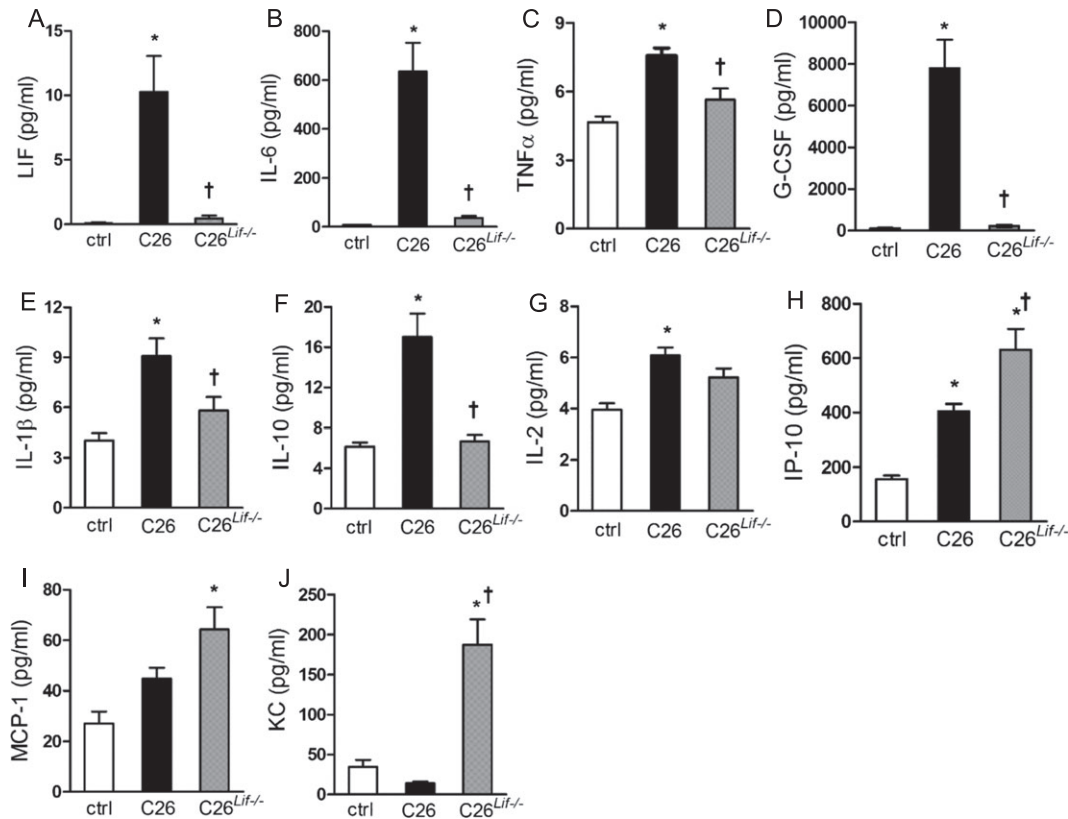 A
LIF (pg/ml)
15
10
5
0
*
†
ctrl C26 C26Lif-/-
B
IL-6 (pg/ml)
800
600
400
200
0
*
†
ctrl C26 C26Lif-/-
C
TNFα (pg/ml)
9
6
3
0
*
†
ctrl C26 C26Lif-/-
D
G-CSF (pg/ml)
10000
8000
6000
4000
2000
0
*
†
ctrl C26 C26Lif-/-
E
IL-1β (pg/ml)
12
9
6
3
0
*
†
ctrl C26 C26Lif-/-
F
IL-10 (pg/ml)
20
16
12
8
4
0
*
†
ctrl C26 C26Lif-/-
G
IL-2 (pg/ml)
8
6
4
2
0
*
ctrl C26 C26Lif-/-
H
IP-10 (pg/ml)
800
600
400
200
0
*
*†
ctrl C26 C26Lif-/-
I
MCP-1 (pg/ml)
80
60
40
20
0
*
ctrl C26 C26Lif-/-
J
KC (pg/ml)
250
200
150
100
50
0
*†
ctrl C26 C26Lif-/-